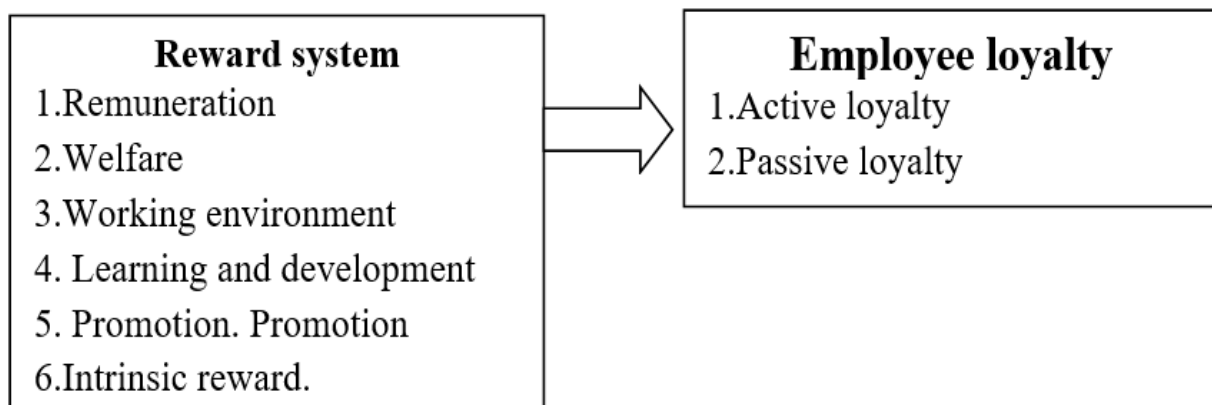 Reward system
1.Remuneration
2.Welfare
3.Working environment
4. Learning and development
5. Promotion. Promotion
6.Intrinsic reward.
Employee loyalty
1.Active loyalty
2.Passive loyalty